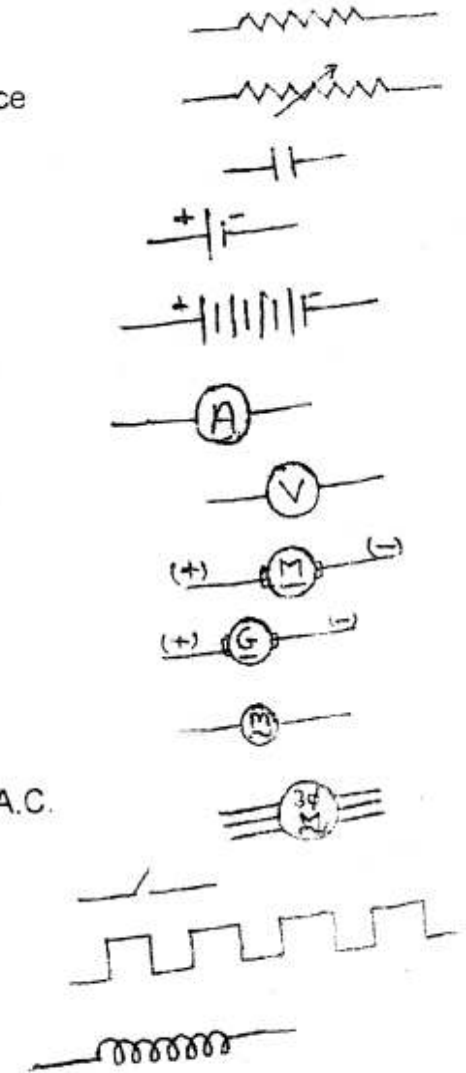 ce
+ -
+ -
A
V
(+) M (-)
(+) G (-)
M
A.C.
3ϕ
M